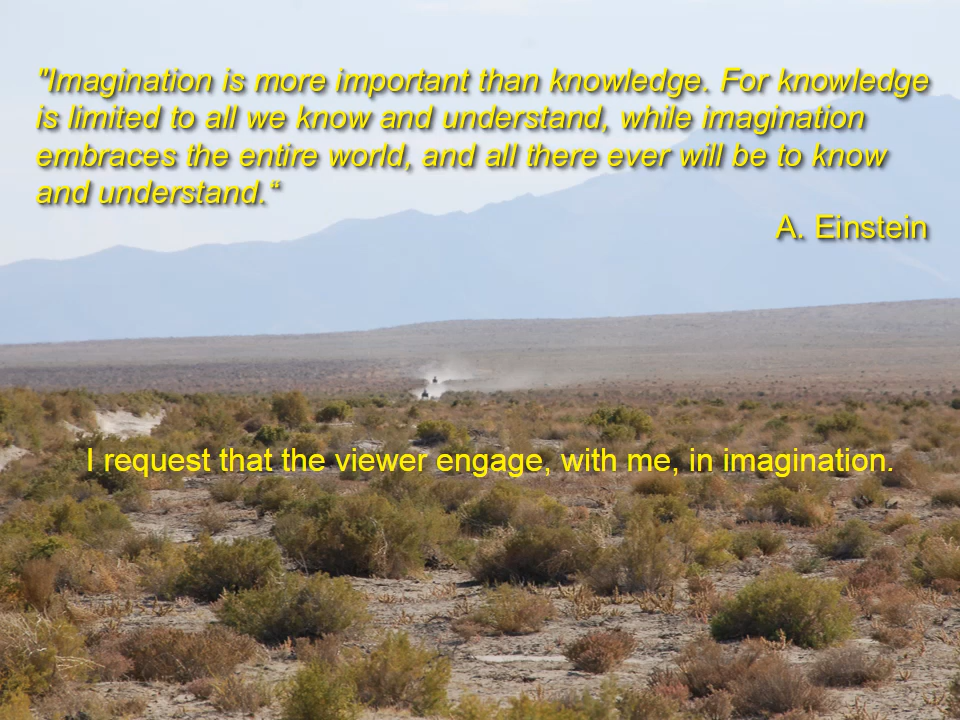 "Imagination is more important than knowledge. For knowledge
is limited to all we know and understand, while imagination
embraces the entire world, and all there ever will be to know
and understand.“
A. Einstein
I request that the viewer engage, with me, in imagination.